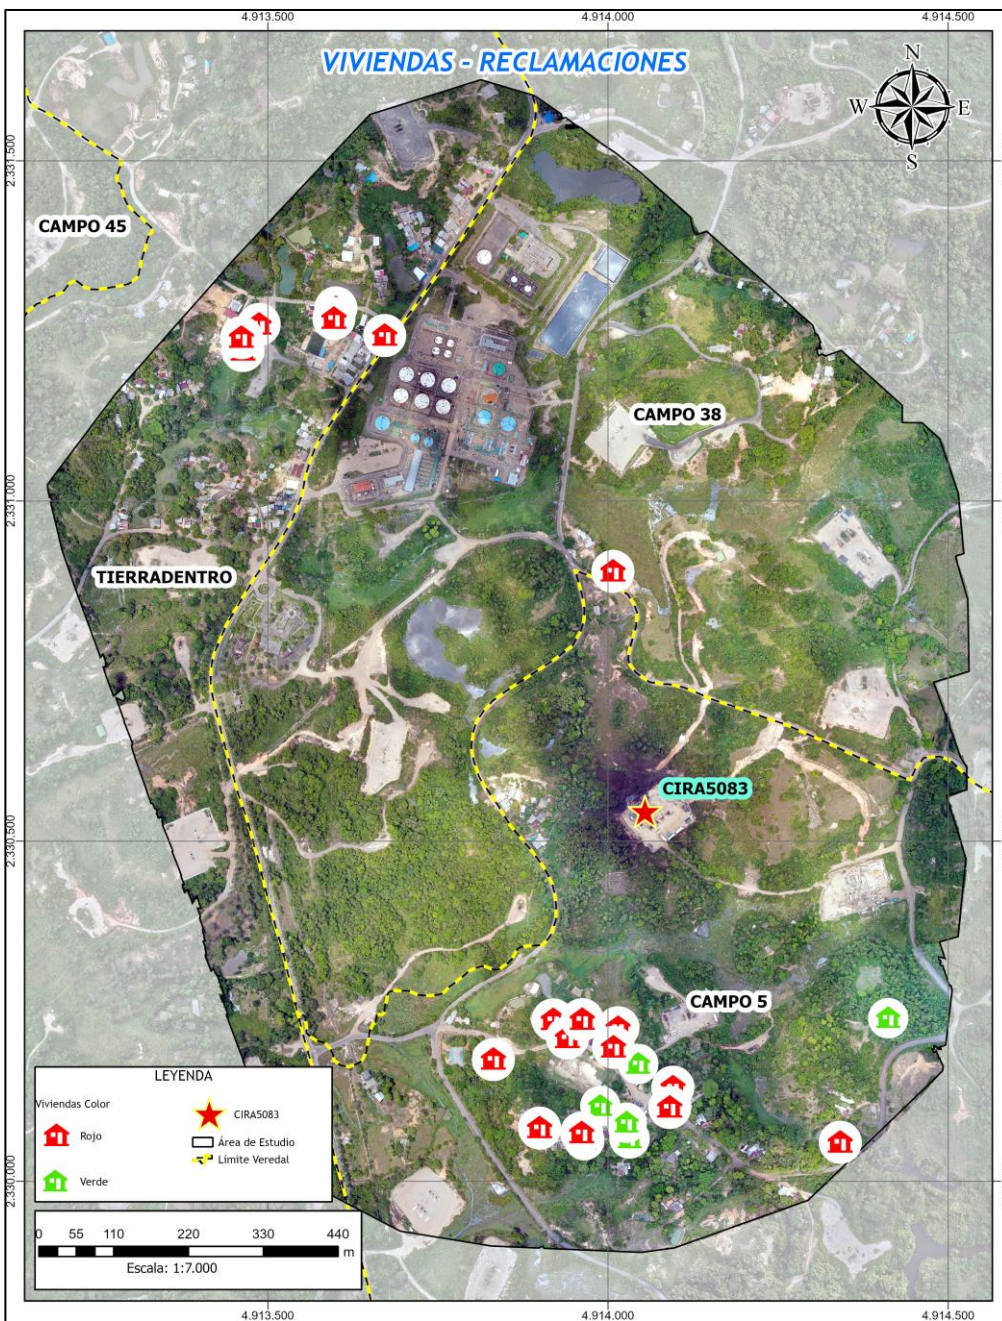 4.913.500
4.914.000
4.914.500
VIVIENDAS - RECLAMACIONES
N
W
E
S
2.331.500
CAMPO 45
CAMPO 38
2.331.000
TIERRADENTRO
CIRA5083
2.330.500
CAMPO 5
LEYENDA
Viviendas Color
Rojo
Verde
CIRA5083
Área de Estudio
Límite Veredal
2.330.000
0 55 110 220 330 440
m
Escala: 1:7.000
4.913.500
4.914.000
4.914.500